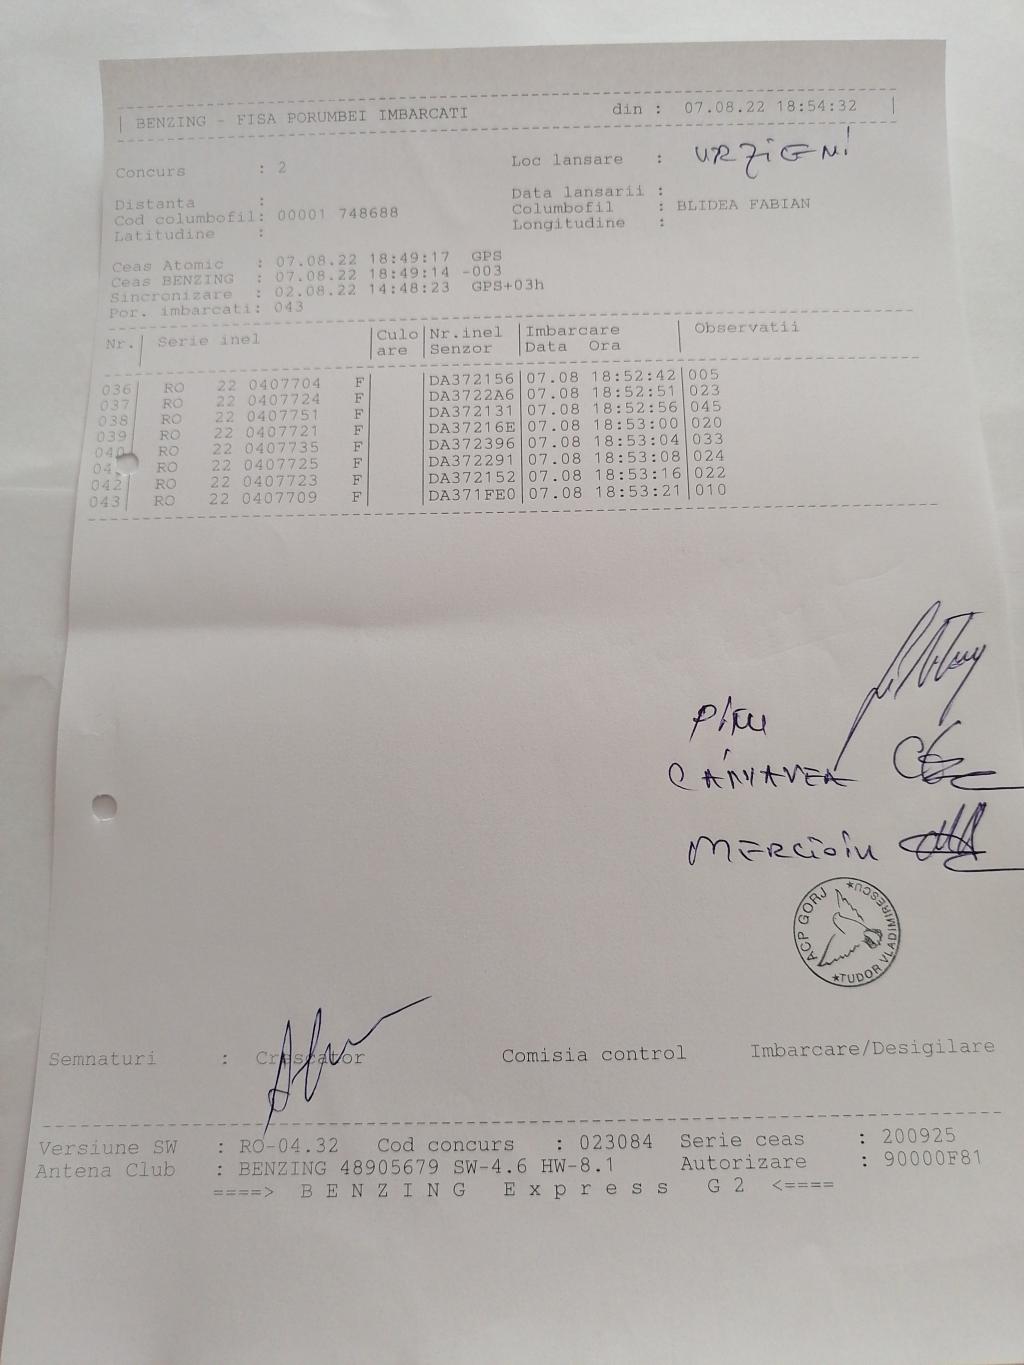 | BENZING - FISA PORUMBEI IMBARCATI din : 07.08.22 18:54:32 |
Concurs : 2 Loc lansare : URZICENI
Distanta : Data lansarii :
Cod columbofil: 00001 748688 Columbofil : BLIDEA FABIAN
Latitudine : Longitudine :
Ceas Atomic : 07.08.22 18:49:17 GPS
Ceas BENZING : 07.08.22 18:49:14 -003
Sincronizare : 02.08.22 14:48:23 GPS+03h
Por. imbarcati: 043
Nr.| Serie inel |Culo|Nr.inel |Imbarcare | Observatii
|are |Senzor |Data Ora |
036| RO 22 0407704 F| |DA372156|07.08 18:52:42|005
037| RO 22 0407724 F| |DA3722A6|07.08 18:52:51|023
038| RO 22 0407751 F| |DA372131|07.08 18:52:56|045
039| RO 22 0407721 F| |DA37216E|07.08 18:53:00|020
040| RO 22 0407735 F| |DA372396|07.08 18:53:04|033
04 RO 22 0407725 F| |DA372291|07.08 18:53:08|024
042| RO 22 0407723 F| |DA372152|07.08 18:53:16|022
043| RO 22 0407709 F| |DA371FE0|07.08 18:53:21|010
MERCIOIU
ACP GORJ
*TUDOR VLADIMIRESCU*
Semnaturi : Crescator Comisia control Imbarcare/Desigilare
Versiune SW : RO-04.32 Cod concurs : 023084 Serie ceas : 200925
Antena Club : BENZING 48905679 SW-4.6 HW-8.1 Autorizare : 90000F81
====> B E N Z I N G E x p r e s s G 2 <====